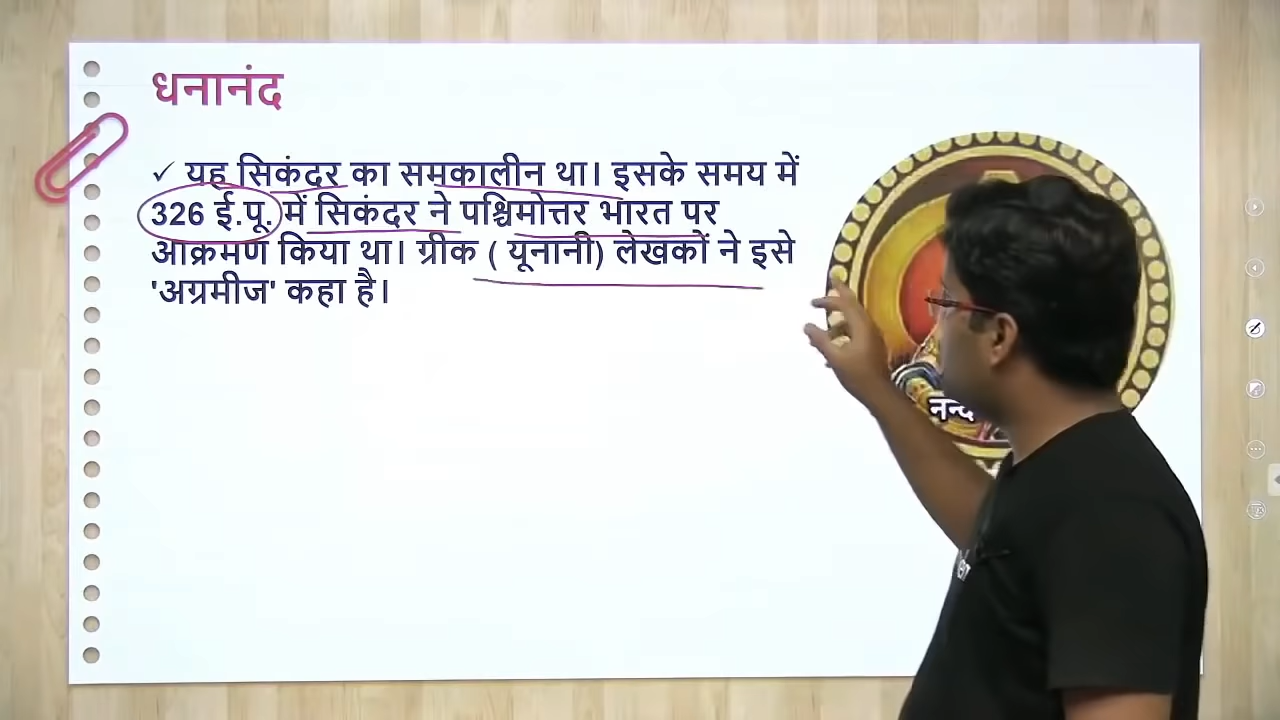 धनानंद
✓ यह सिकंदर का समकालीन था। इसके समय में
326 ई.पू. में सिकंदर ने पश्चिमोत्तर भारत पर
आक्रमण किया था। ग्रीक ( यूनानी) लेखकों ने इसे
'अग्रमीज' कहा है।
नन्द